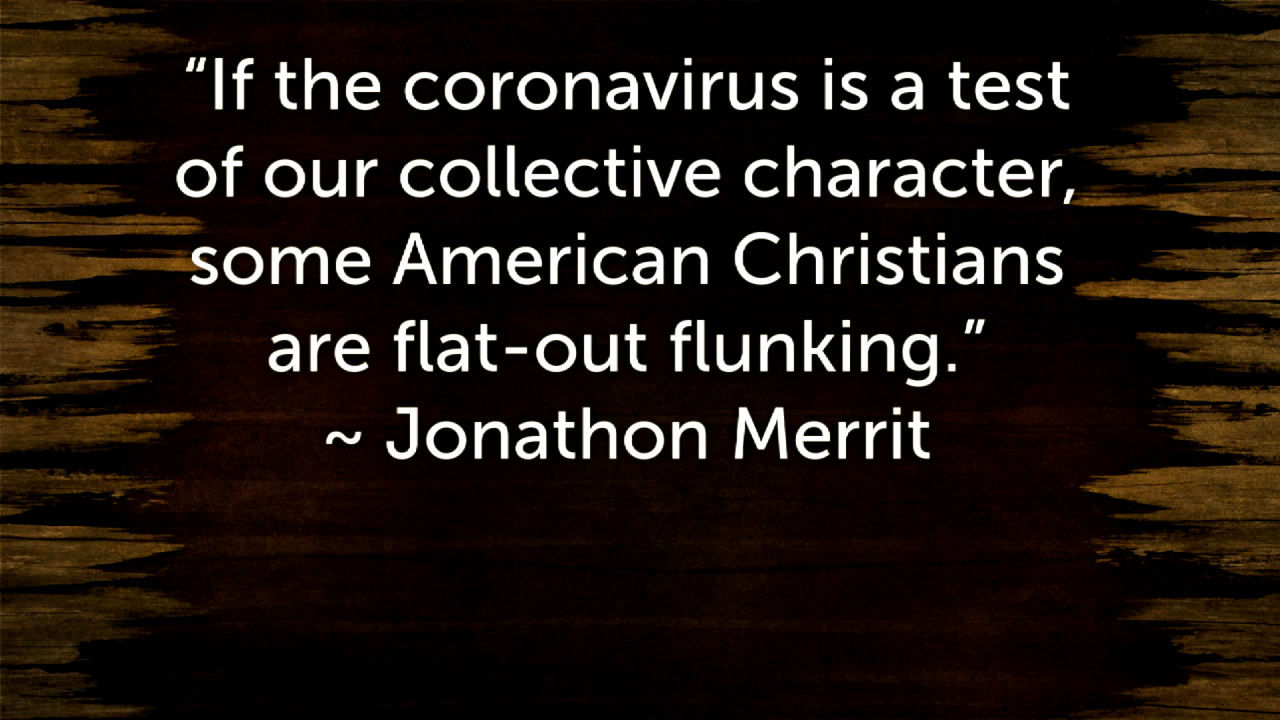 “If the coronavirus is a test
of our collective character,
some American Christians
are flat-out flunking.”
~ Jonathon Merrit